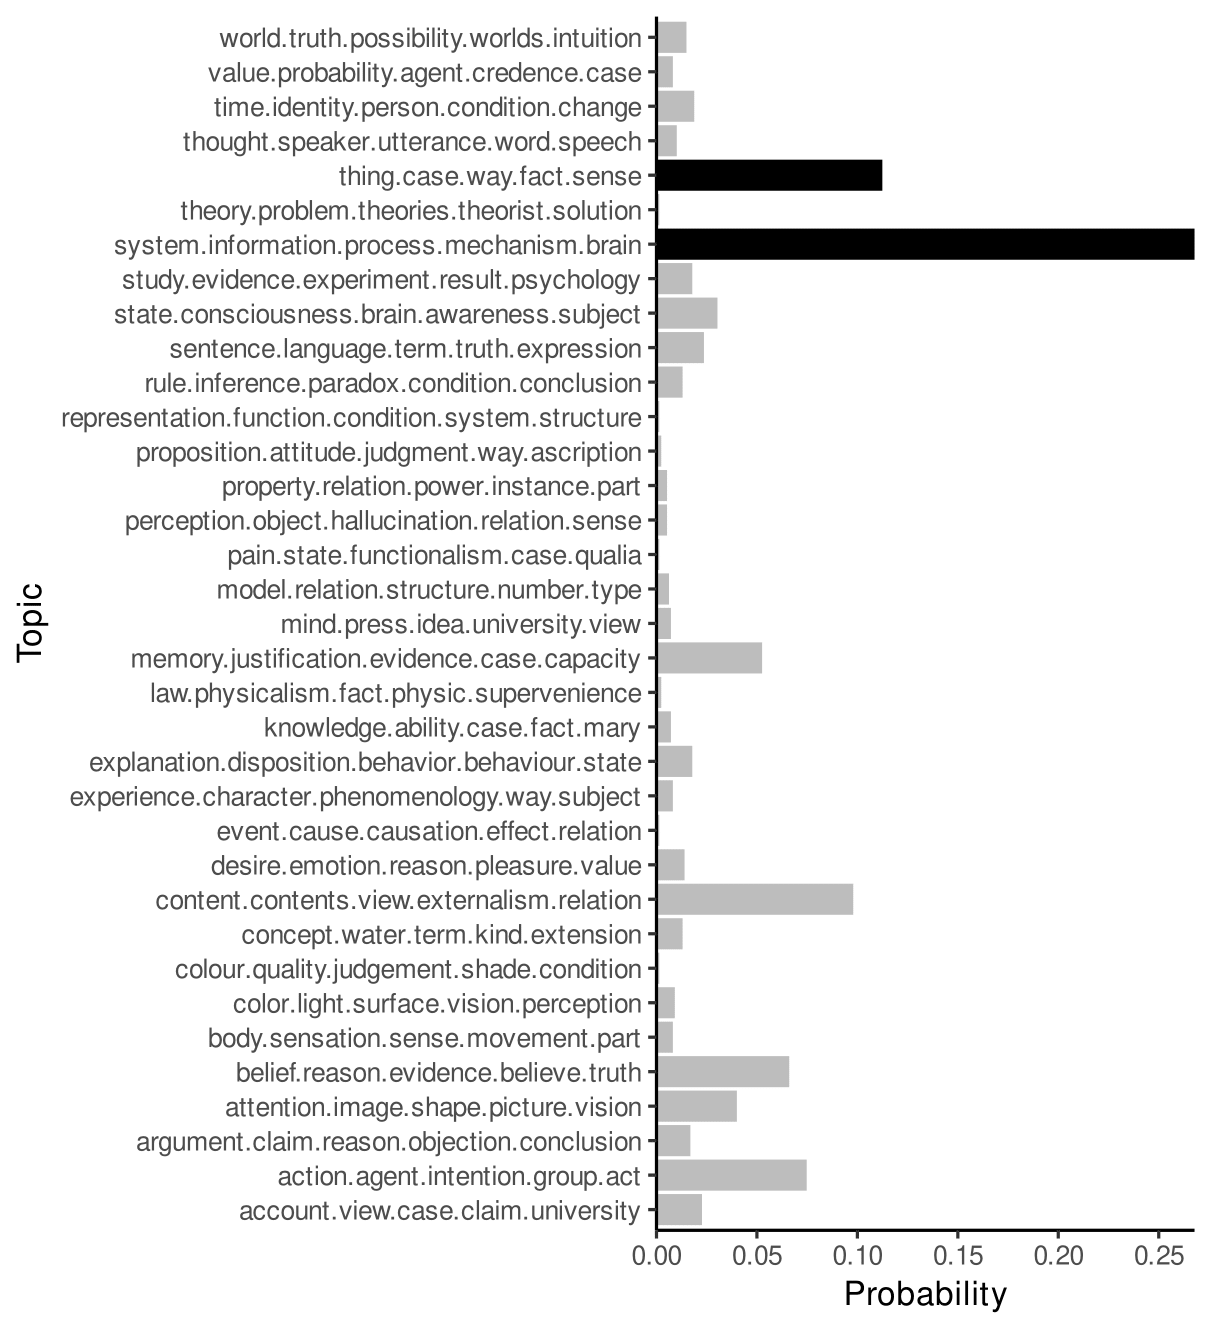 world.truth.possibility.worlds.intuition
value.probability.agent.credence.case
time.identity.person.condition.change
thought.speaker.utterance.word.speech
thing.case.way.fact.sense
theory.problem.theories.theorist.solution
system.information.process.mechanism.brain
study.evidence.experiment.result.psychology
state.consciousness.brain.awareness.subject
sentence.language.term.truth.expression
rule.inference.paradox.condition.conclusion
representation.function.condition.system.structure
proposition.attitude.judgment.way.ascription
property.relation.power.instance.part
perception.object.hallucination.relation.sense
pain.state.functionalism.case.qualia
model.relation.structure.number.type
mind.press.idea.university.view
memory.justification.evidence.case.capacity
law.physicalism.fact.physic.supervenience
knowledge.ability.case.fact.mary
explanation.disposition.behavior.behaviour.state
experience.character.phenomenology.way.subject
event.cause.causation.effect.relation
desire.emotion.reason.pleasure.value
content.contents.view.externalism.relation
concept.water.term.kind.extension
colour.quality.judgement.shade.condition
color.light.surface.vision.perception
body.sensation.sense.movement.part
belief.reason.evidence.believe.truth
attention.image.shape.picture.vision
argument.claim.reason.objection.conclusion
action.agent.intention.group.act
account.view.case.claim.university
Topic
0.00 0.05 0.10 0.15 0.20 0.25
Probability